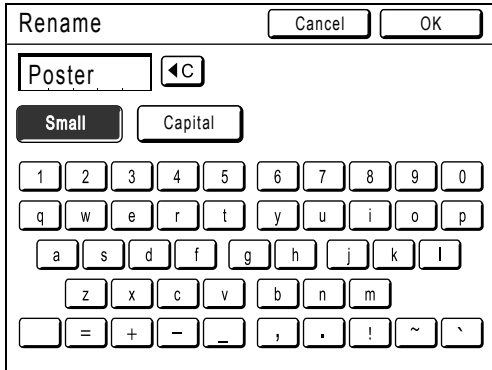 Rename Cancel OK
Poster ◀C
Small Capital
1 2 3 4 5 6 7 8 9 0
q w e r t y u i o p
a s d f g h j k l
z x c v b n m
= + - _ , . ! ~ `